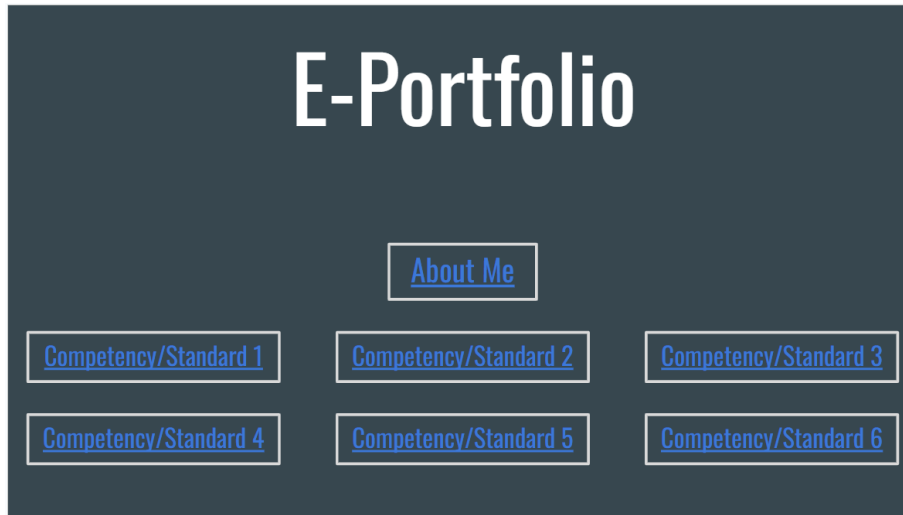 E-Portfolio
About Me
Competency/Standard 1
Competency/Standard 2
Competency/Standard 3
Competency/Standard 4
Competency/Standard 5
Competency/Standard 6